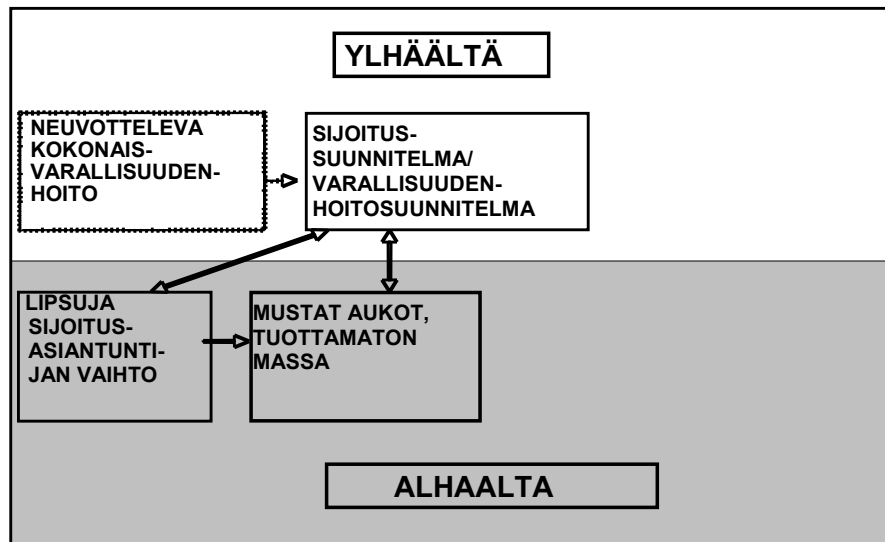 YLHÄÄLTÄ
NEUVOTTELEVA
KOKONAIS-
VARALLISUUDEN-
HOITO
SIJOITUS-
SUUNNITELMA/
VARALLISUUDEN-
HOITOSUUNNITELMA
LIPSUJA
SIJOITUS-
ASIANTUNTI-
JAN VAIHTO
MUSTAT AUKOT,
TUOTTAMATON
MASSA
ALHAALTA